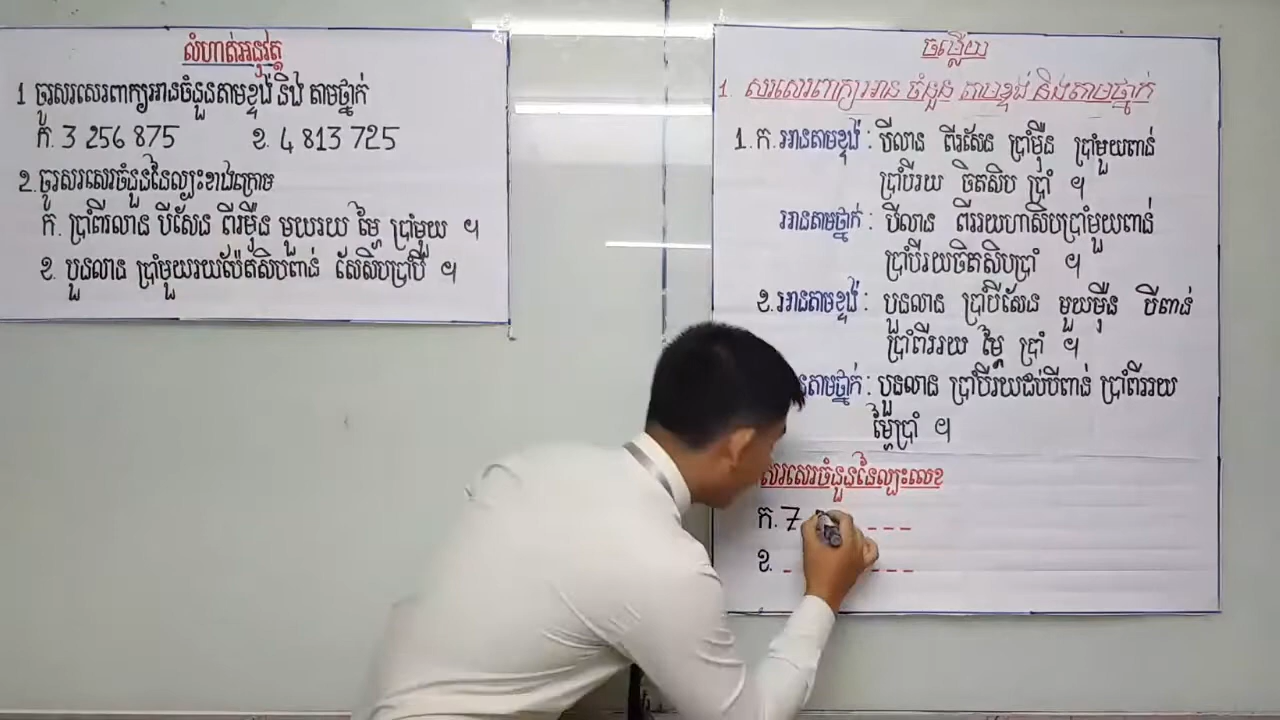 លំហាត់អនុវត្ត
1 ចូរសរសេរពាក្យអានចំនួនតាមខ្ទង់ និង តាមថ្នាក់
ក. 3 256 875 ខ. 4 813 725
2. ចូរសរសេរចំនួននៃល្បះខាងក្រោម
ក. ប្រាំពីរលាន បីសែន ពីរម៉ឺន មួយរយ ម្ភៃ ប្រាំមួយ ។
ខ. បួនលាន ប្រាំមួយរយប៉ែតសិបពាន់ សែសិបប្រាំបី ។
ចម្លើយ
1. សរសេរពាក្យអាន ចំនួន តាមខ្ទង់ និងតាមថ្នាក់
1. ក. អានតាមខ្ទង់ : បីលាន ពីរសែន ប្រាំម៉ឺន ប្រាំមួយពាន់
ប្រាំបីរយ ចិតសិប ប្រាំ ។
អានតាមថ្នាក់ : បីលាន ពីររយហាសិបប្រាំមួយពាន់
ប្រាំបីរយចិតសិបប្រាំ ។
ខ. អានតាមខ្ទង់ : បួនលាន ប្រាំបីសែន មួយម៉ឺន បីពាន់
ប្រាំពីររយ ម្ភៃ ប្រាំ ។
តាមថ្នាក់ : បួនលាន ប្រាំបីរយដប់បីពាន់ ប្រាំពីររយ
ម្ភៃប្រាំ ។
សរសេរចំនួននៃល្បះលេខ
ក. 7
ខ.